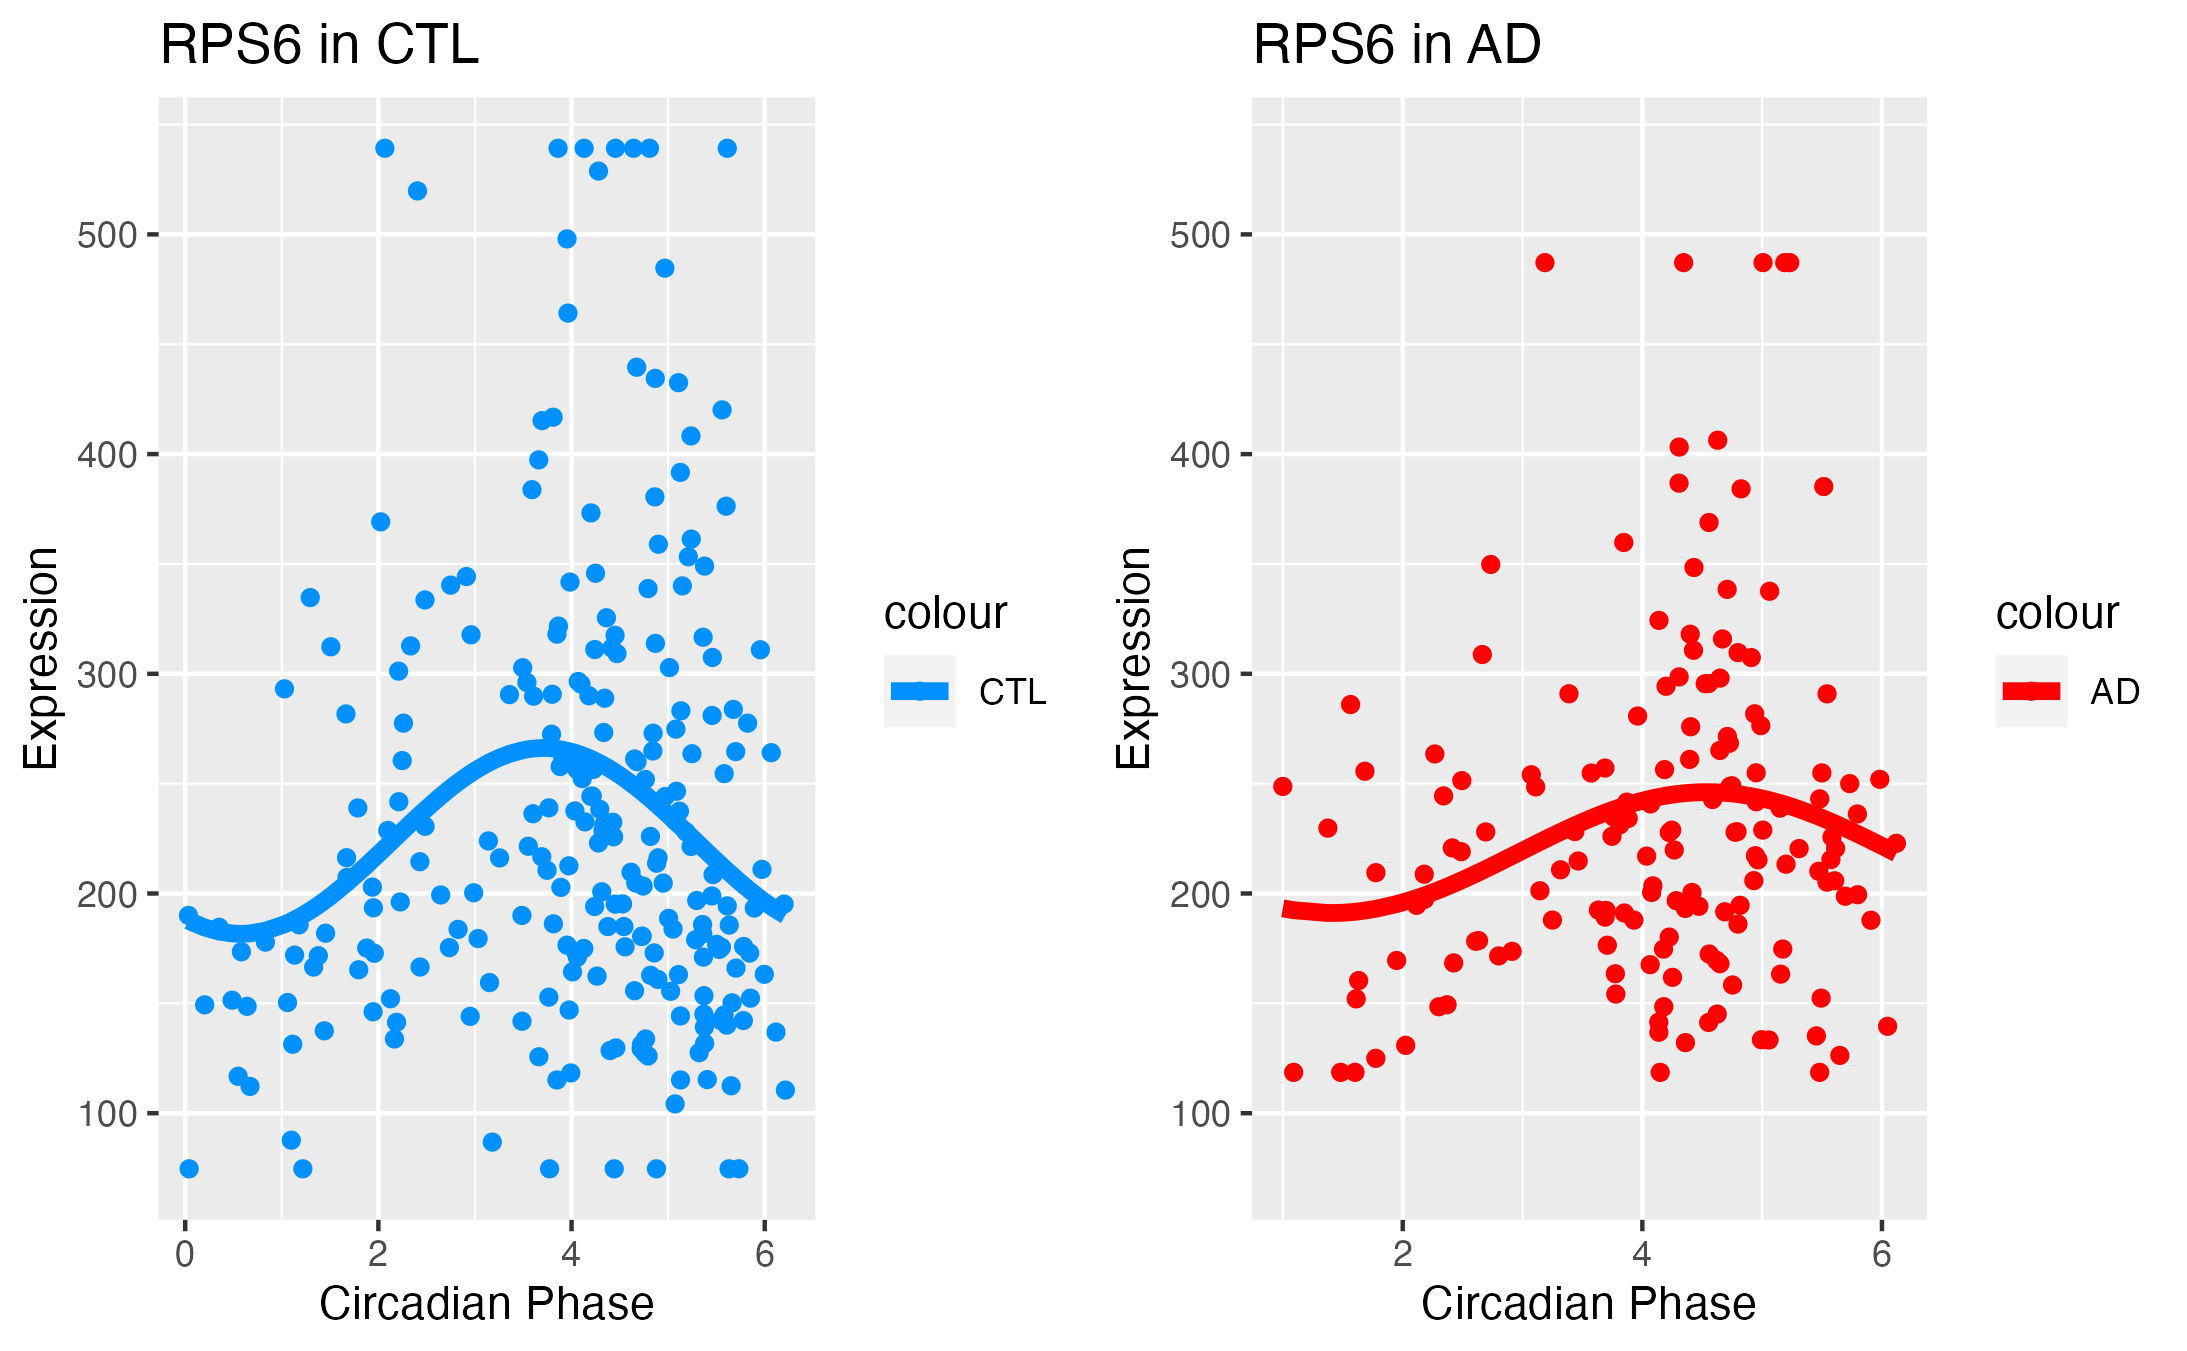 RPS6 in CTL
500
400
300
200
100
Expression
0 2 4 6
Circadian Phase
colour
CTL
RPS6 in AD
500
400
300
200
100
Expression
2 4 6
Circadian Phase
colour
AD